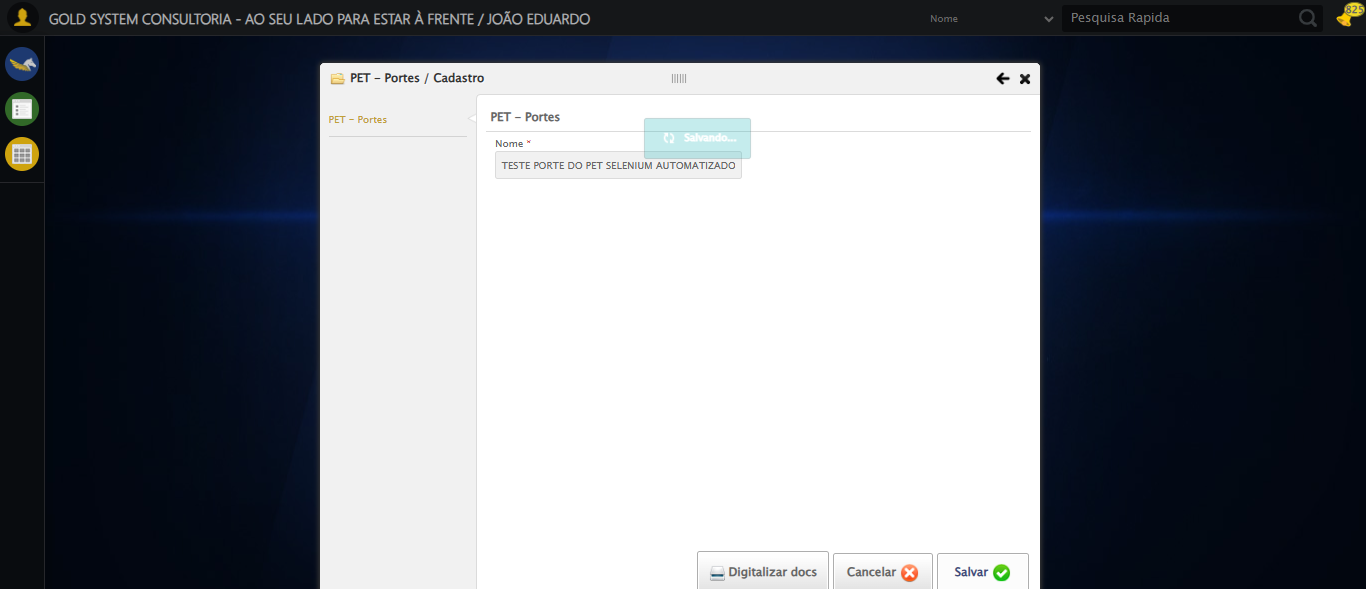 GOLD SYSTEM CONSULTORIA - AO SEU LADO PARA ESTAR À FRENTE / JOÃO EDUARDO
Nome
Pesquisa Rapida
825
PET - Portes / Cadastro
PET - Portes
PET - Portes
Salvando...
Nome *
TESTE PORTE DO PET SELENIUM AUTOMATIZADO
Digitalizar docs
Cancelar
Salvar